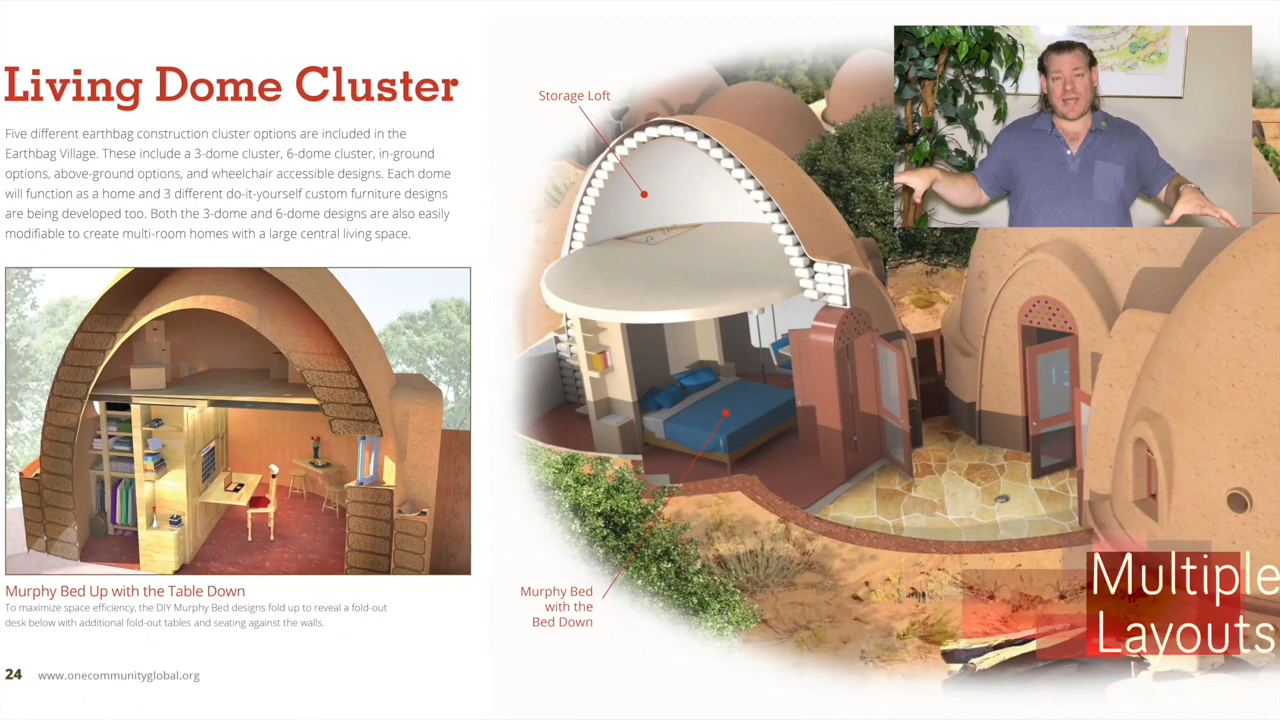 Living Dome Cluster
Five different earthbag construction cluster options are included in the
Earthbag Village. These include a 3-dome cluster, 6-dome cluster, in-ground
options, above-ground options, and wheelchair accessible designs. Each dome
will function as a home and 3 different do-it-yourself custom furniture designs
are being developed too. Both the 3-dome and 6-dome designs are also easily
modifiable to create multi-room homes with a large central living space.
Murphy Bed Up with the Table Down
To maximize space efficiency, the DIY Murphy Bed designs fold up to reveal a fold-out
desk below with additional fold-out tables and seating against the walls.
24 www.onecommunityglobal.org
Storage Loft
Murphy Bed
with the
Bed Down
Multiple
Layouts